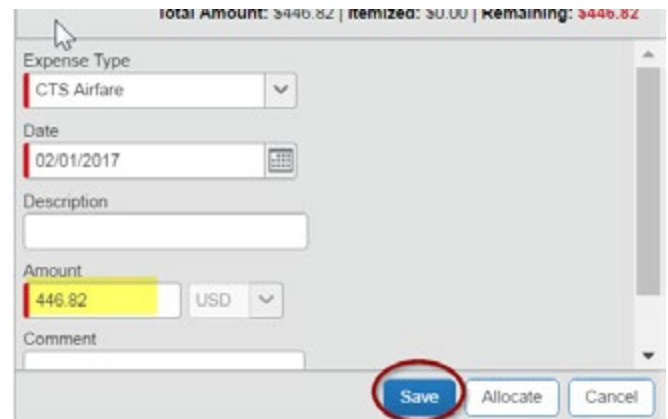 Total Amount: $446.82 | Itemized: $0.00 | Remaining: $446.82
Expense Type
CTS Airfare
Date
02/01/2017
Description
Amount
446.82 USD
Comment
Save Allocate Cancel